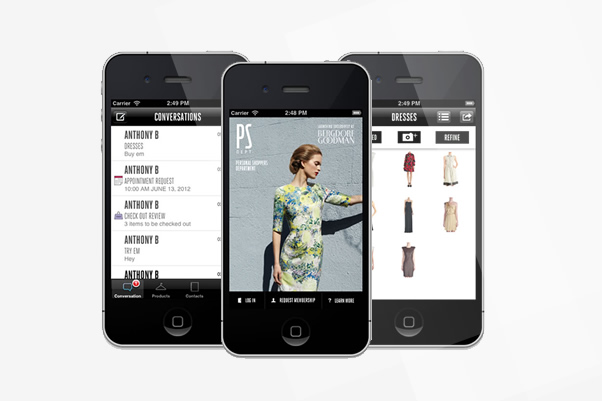 Carrier
2:49 PM
CONVERSATIONS
ANTHONY B
DRESSES
Buy em
ANTHONY B
APPOINTMENT REQUEST
10:00 AM JUNE 13, 2012
ANTHONY B
CHECK OUT REVIEW
3 items to be checked out
ANTHONY B
TRY EM
Hey
ANTHONY B
Conversation
Products
Contacts
Carrier
2:48 PM
PS
DEPT
PERSONAL SHOPPERS
DEPARTMENT
BERGDORF
GOODMAN
LOG IN
REQUEST MEMBERSHIP
? LEARN MORE
Carrier
2:49 PM
DRESSES
REFINE